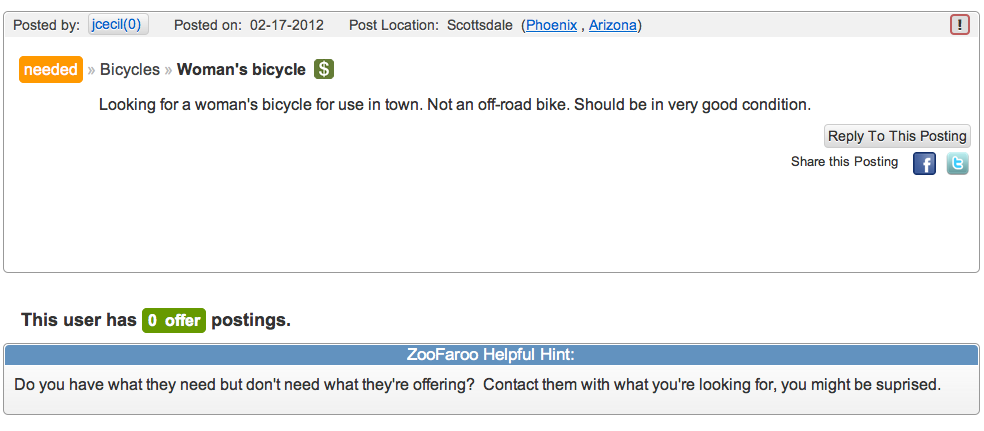 Posted by: jcecil(0) Posted on: 02-17-2012 Post Location: Scottsdale (Phoenix , Arizona) !
needed » Bicycles » Woman's bicycle $
Looking for a woman's bicycle for use in town. Not an off-road bike. Should be in very good condition.
Reply To This Posting
Share this Posting f t
This user has 0 offer postings.
ZooFaroo Helpful Hint:
Do you have what they need but don't need what they're offering? Contact them with what you're looking for, you might be suprised.